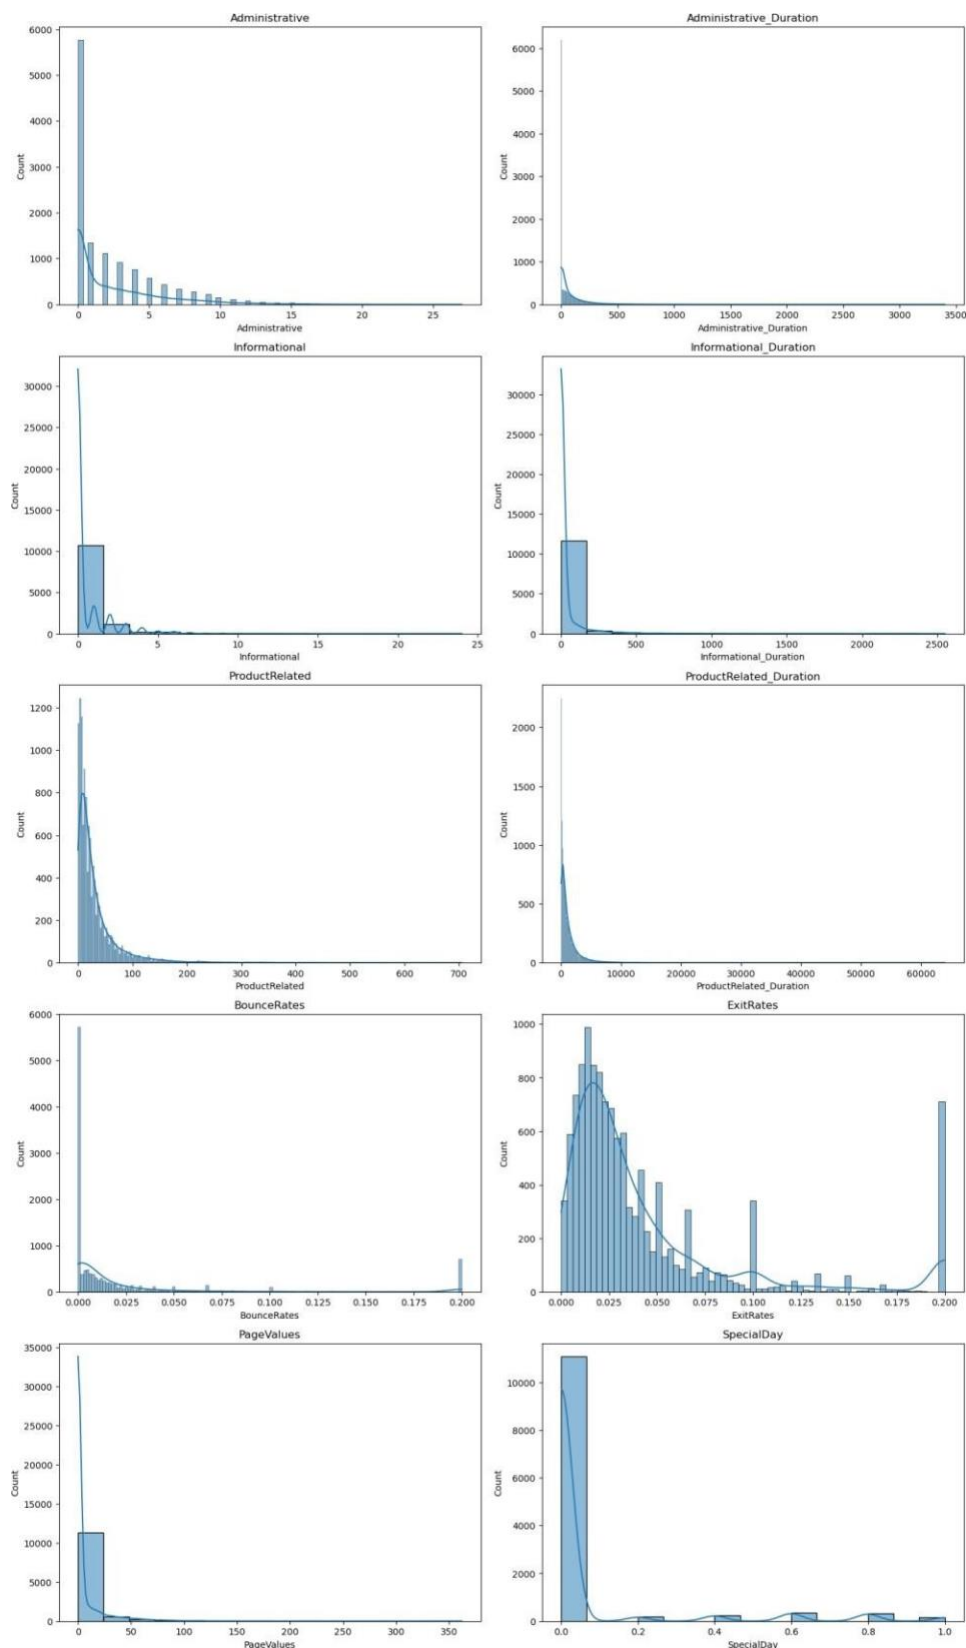 Administrative
6000
5000
4000
3000
2000
1000
0
Count
0 5 10 15 20 25
Administrative
Administrative_Duration
6000
5000
4000
3000
2000
1000
0
Count
0 500 1000 1500 2000 2500 3000 3500
Administrative_Duration
Informational
30000
25000
20000
15000
10000
5000
0
Count
0 5 10 15 20 25
Informational
Informational_Duration
30000
25000
20000
15000
10000
5000
0
Count
0 500 1000 1500 2000 2500
Informational_Duration
ProductRelated
1200
1000
800
600
400
200
0
Count
0 100 200 300 400 500 600 700
ProductRelated
ProductRelated_Duration
2000
1500
1000
500
0
Count
0 10000 20000 30000 40000 50000 60000
ProductRelated_Duration
BounceRates
6000
5000
4000
3000
2000
1000
0
Count
0.000 0.025 0.050 0.075 0.100 0.125 0.150 0.175 0.200
BounceRates
ExitRates
1000
800
600
400
200
0
Count
0.000 0.025 0.050 0.075 0.100 0.125 0.150 0.175 0.200
ExitRates
PageValues
35000
30000
25000
20000
15000
10000
5000
0
Count
0 50 100 150 200 250 300 350
PageValues
SpecialDay
10000
8000
6000
4000
2000
0
Count
0.0 0.2 0.4 0.6 0.8 1.0
SpecialDay